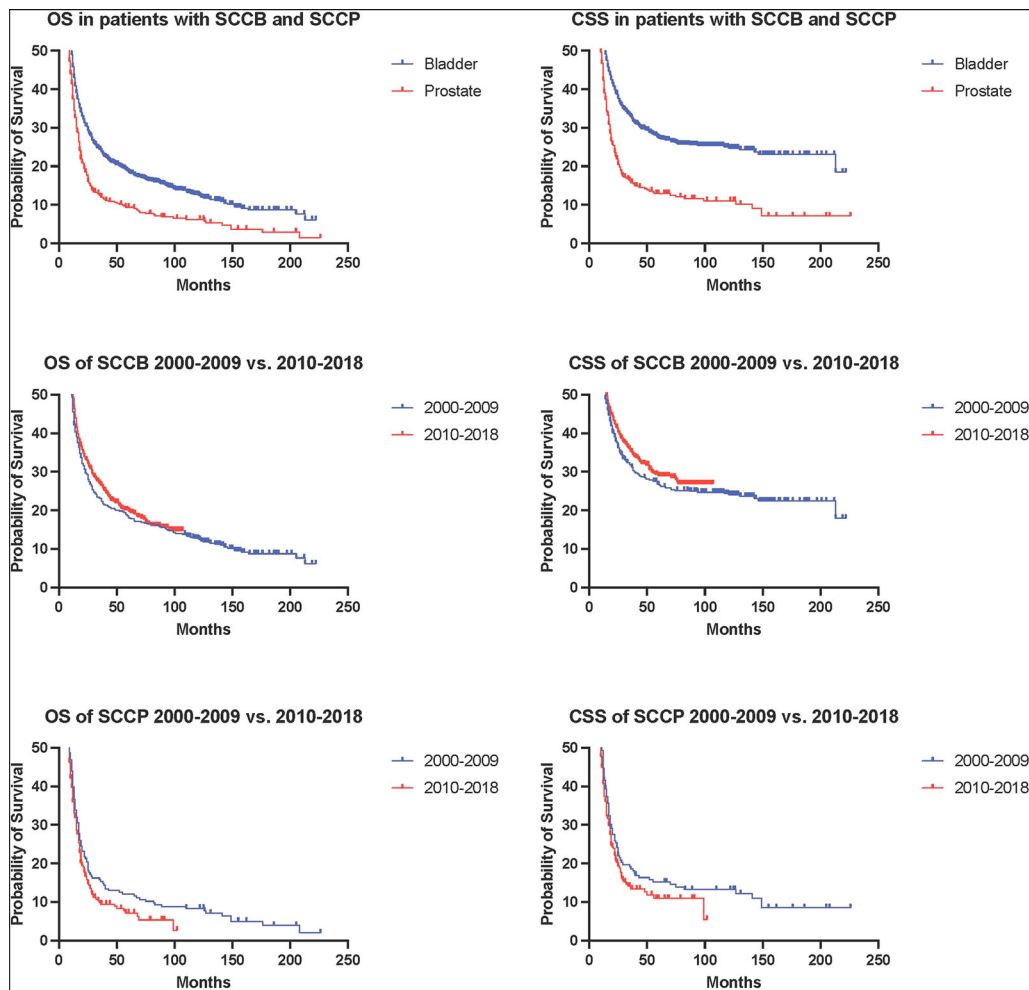 OS in patients with SCCB and SCCP
50
40
30
20
10
0
Probability of Survival
0 50 100 150 200 250
Months
Bladder
Prostate
CSS in patients with SCCB and SCCP
50
40
30
20
10
0
Probability of Survival
0 50 100 150 200 250
Months
Bladder
Prostate
OS of SCCB 2000-2009 vs. 2010-2018
50
40
30
20
10
0
Probability of Survival
0 50 100 150 200 250
Months
2000-2009
2010-2018
CSS of SCCB 2000-2009 vs. 2010-2018
50
40
30
20
10
0
Probability of Survival
0 50 100 150 200 250
Months
2000-2009
2010-2018
OS of SCCP 2000-2009 vs. 2010-2018
50
40
30
20
10
0
Probability of Survival
0 50 100 150 200 250
Months
2000-2009
2010-2018
CSS of SCCP 2000-2009 vs. 2010-2018
50
40
30
20
10
0
Probability of Survival
0 50 100 150 200 250
Months
2000-2009
2010-2018